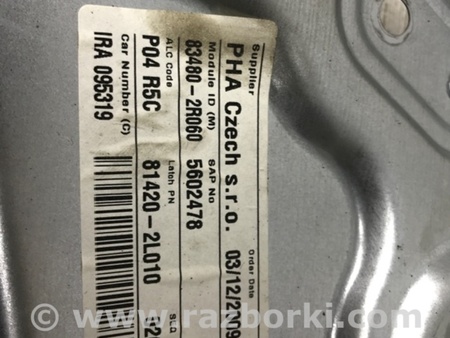 Supplier Order Date
PHA Czech s.r.o. 03/12/2009
Module ID (M) SAP No
83480-2R060 5602478
ALC Code Latch PN SLQ
P04 R5C 81420-2L010
Car Number (C)
IRA 095319
© www.razborki.com